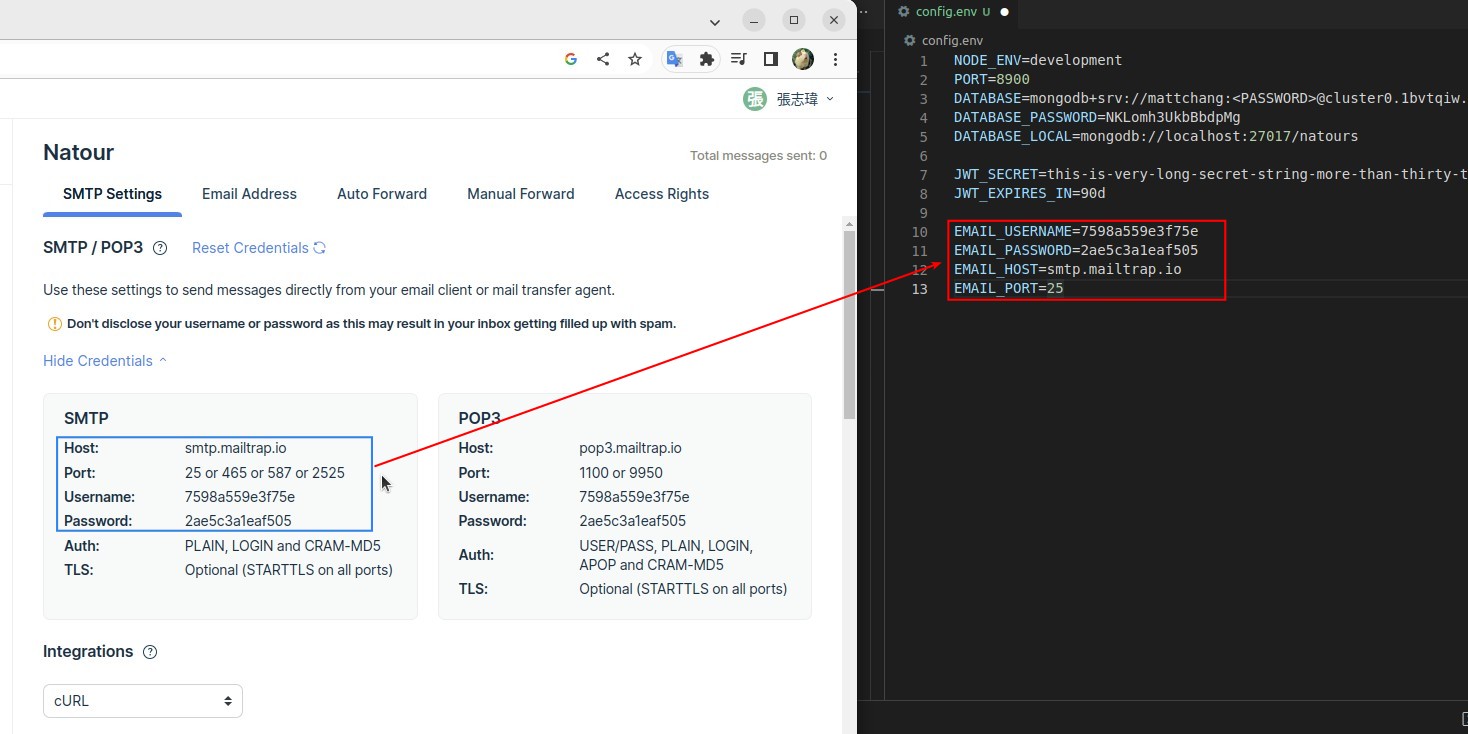 張 張志瑋
Natour
Total messages sent: 0
SMTP Settings Email Address Auto Forward Manual Forward Access Rights
SMTP / POP3 ? Reset Credentials
Use these settings to send messages directly from your email client or mail transfer agent.
Don't disclose your username or password as this may result in your inbox getting filled up with spam.
Hide Credentials
SMTP
Host: smtp.mailtrap.io
Port: 25 or 465 or 587 or 2525
Username: 7598a559e3f75e
Password: 2ae5c3a1eaf505
Auth: PLAIN, LOGIN and CRAM-MD5
TLS: Optional (STARTTLS on all ports)
POP3
Host: pop3.mailtrap.io
Port: 1100 or 9950
Username: 7598a559e3f75e
Password: 2ae5c3a1eaf505
Auth: USER/PASS, PLAIN, LOGIN,
APOP and CRAM-MD5
TLS: Optional (STARTTLS on all ports)
Integrations ?
cURL
config.env U
config.env
1 NODE_ENV=development
2 PORT=8900
3 DATABASE=mongodb+srv://mattchang:<PASSWORD>@cluster0.1bvtqiw.
4 DATABASE_PASSWORD=NKLomh3UkbBbdpMg
5 DATABASE_LOCAL=mongodb://localhost:27017/natours
6
7 JWT_SECRET=this-is-very-long-secret-string-more-than-thirty-t
8 JWT_EXPIRES_IN=90d
9
10 EMAIL_USERNAME=7598a559e3f75e
11 EMAIL_PASSWORD=2ae5c3a1eaf505
12 EMAIL_HOST=smtp.mailtrap.io
13 EMAIL_PORT=25